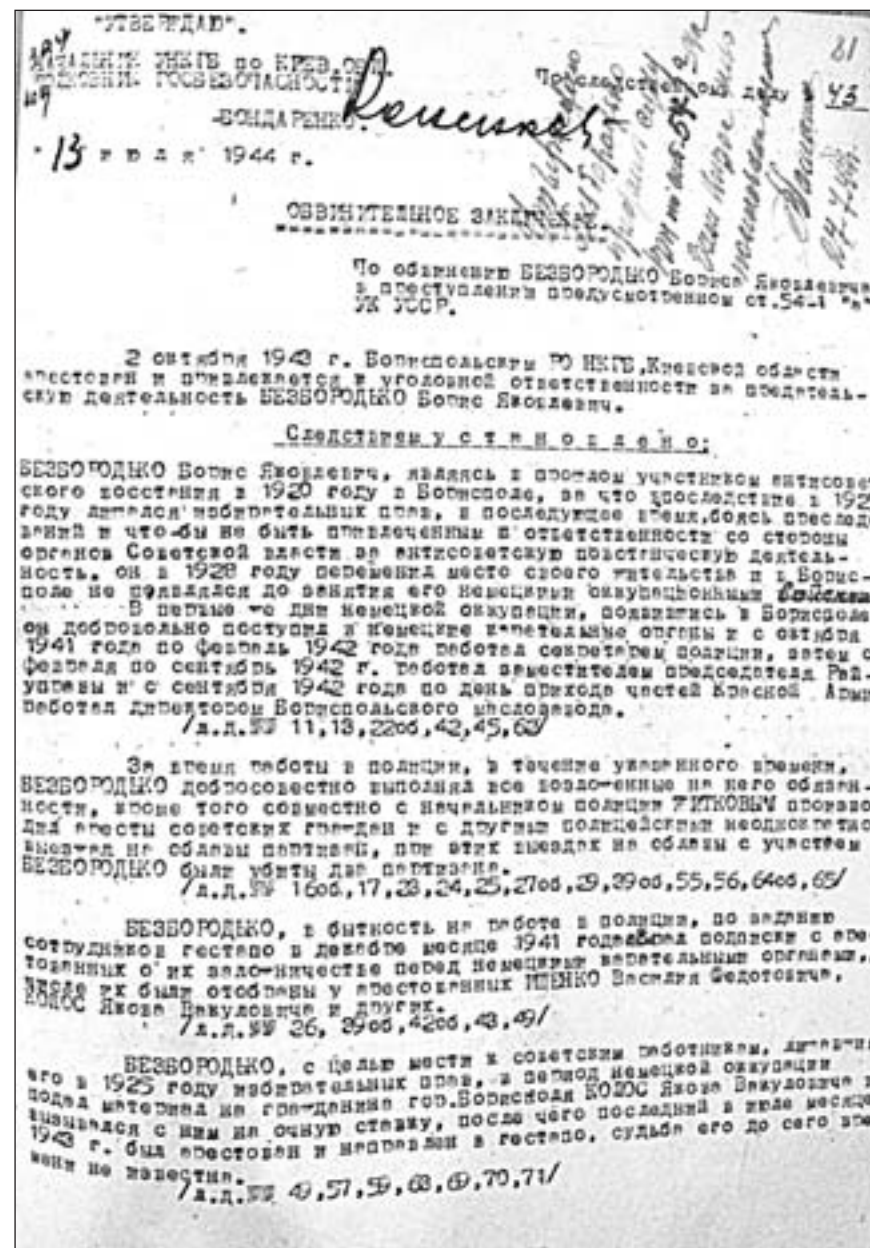 "УТВЕРЖДАЮ".
НАЧАЛЬНИК УНКГБ по КИЕВ.ОБЛ.
ПОЛКОВНИК ГОСБЕЗОПАСНОСТИ
-БОНДАРЕНКО.
"13" июля 1944 г.
81
По следственному делу
43
ОБВИНИТЕЛЬНОЕ ЗАКЛЮЧЕНИЕ.
По обвинению БЕЗБОРОДЬКО Бориса Яковлевича
в преступлении предусмотренном ст.54-1 "а"
УК УССР.
2 октября 1943 г. Бориспольским РО НКГБ,Киевской области
арестован и привлекается к уголовной ответственности за предатель-
скую деятельность БЕЗБОРОДЬКО Борис Яковлевич.
Следствием у с т а н о в л е н о:
БЕЗБОРОДЬКО Борис Яковлевич, являясь в прошлом участником антисовет
ского восстания в 1920 году в Борисполе, за что впоследствие в 192
году лишался избирательных прав, в последующее время,боясь преслед
ваний и что-бы не быть привлеченным к ответственности со стороны
органов Советской власти за антисоветскую повстанческую деятель-
ность, он в 1928 году переменил место своего жительства и в Борис-
поле не появлялся до занятия его немецкими оккупационными войсками
В первые же дни немецкой оккупации, появившись в Борисполе
он добровольно поступил в немецкие карательные органы и с октября
1941 года по февраль 1942 года работал секретарем полиции, затем с
февраля по сентябрь 1942 г. работал заместителем председателя Рай-
управы и с сентября 1942 года по день прихода частей Красной Арми
работал директором Бориспольского маслозавода.
/л.д.№№ 11,13,22об,42,45,63/
За время работы в полиции, в течение указанного времени,
БЕЗБОРОДЬКО добросовестно выполнял все возложенные на него обязан-
ности, кроме того совместно с начальником полиции ЖИТКОВЫМ произво
дил аресты советских граждан и с другими полицейскими неоднократно
выезжал на облавы партизан, при этих выездах на облавы с участием
БЕЗБОРОДЬКО были убиты два партизана.
/л.д.№№ 16об,17,23,24,25,27об,29,39об,55,56,64об,65/
БЕЗБОРОДЬКО, в бытность на работе в полиции, по заданию
сотрудников гестапо в декабре месяце 1941 года брал подписки с аре
тованных о их заложничестве перед немецкими карательными органами,
числе их были отобраны у арестованных ИЩЕНКО Василия Федотовича,
КОЛОС Якова Вакуловича и других.
/л.д.№№ 26, 39об,42об,43,49/
БЕЗБОРОДЬКО, с целью мести к советским работникам, лишавши
его в 1925 году избирательных прав, в период немецкой оккупации
подал материал на гражданина гор.Борисполя КОЛОС Якова Вакуловича и
вызывался с ним на очную ставку, после чего последний в июле месяце
1943 г. был арестован и направлен в гестапо, судьба его до сего вре
мени не известна.
/л.д.№№ 49,57,59,68,69,70,71/